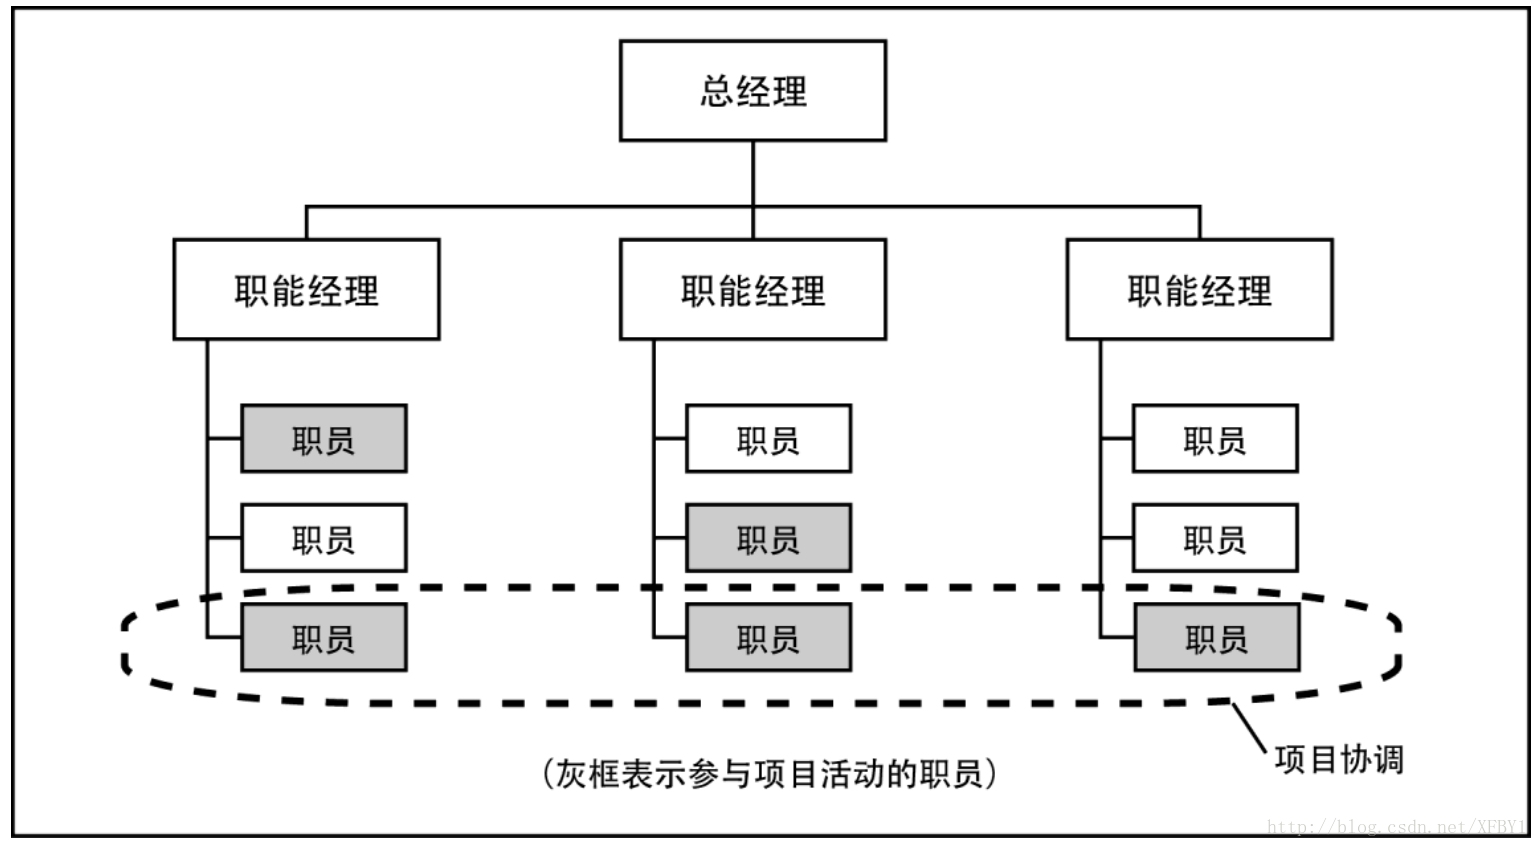 总经理
职能经理 职能经理 职能经理
职员 职员 职员
职员 职员 职员
职员 职员 职员
项目协调
（灰框表示参与项目活动的职员）
http://blog.csdn.net/XFBY1